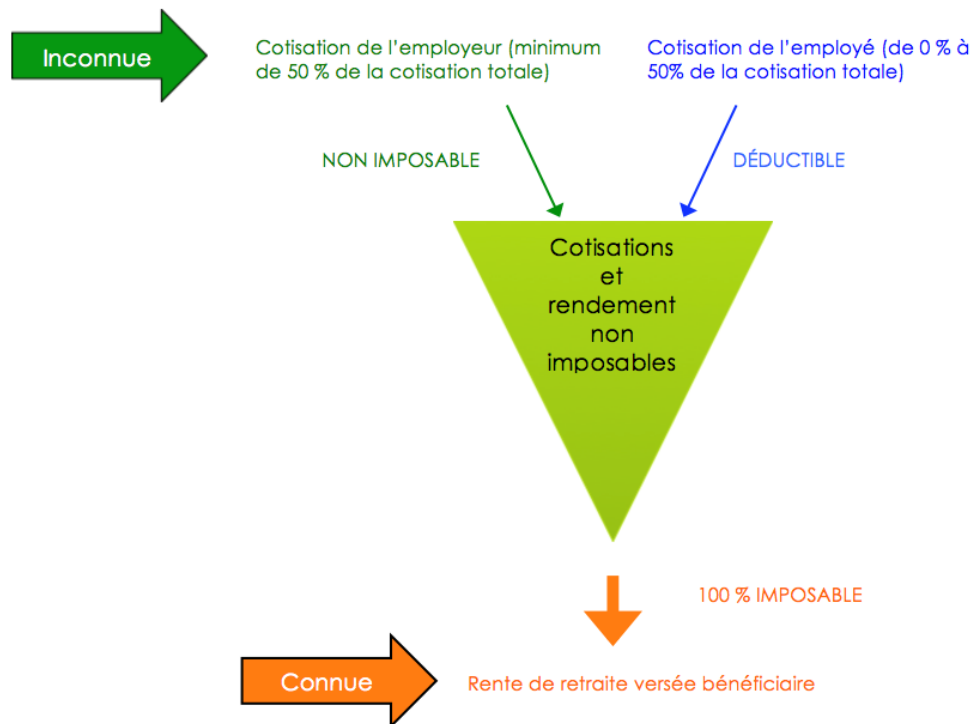 Inconnue
Cotisation de l'employeur (minimum
de 50 % de la cotisation totale)
Cotisation de l'employé (de 0 % à
50% de la cotisation totale)
NON IMPOSABLE
DÉDUCTIBLE
Cotisations
et
rendement
non
imposables
100 % IMPOSABLE
Connue
Rente de retraite versée bénéficiaire